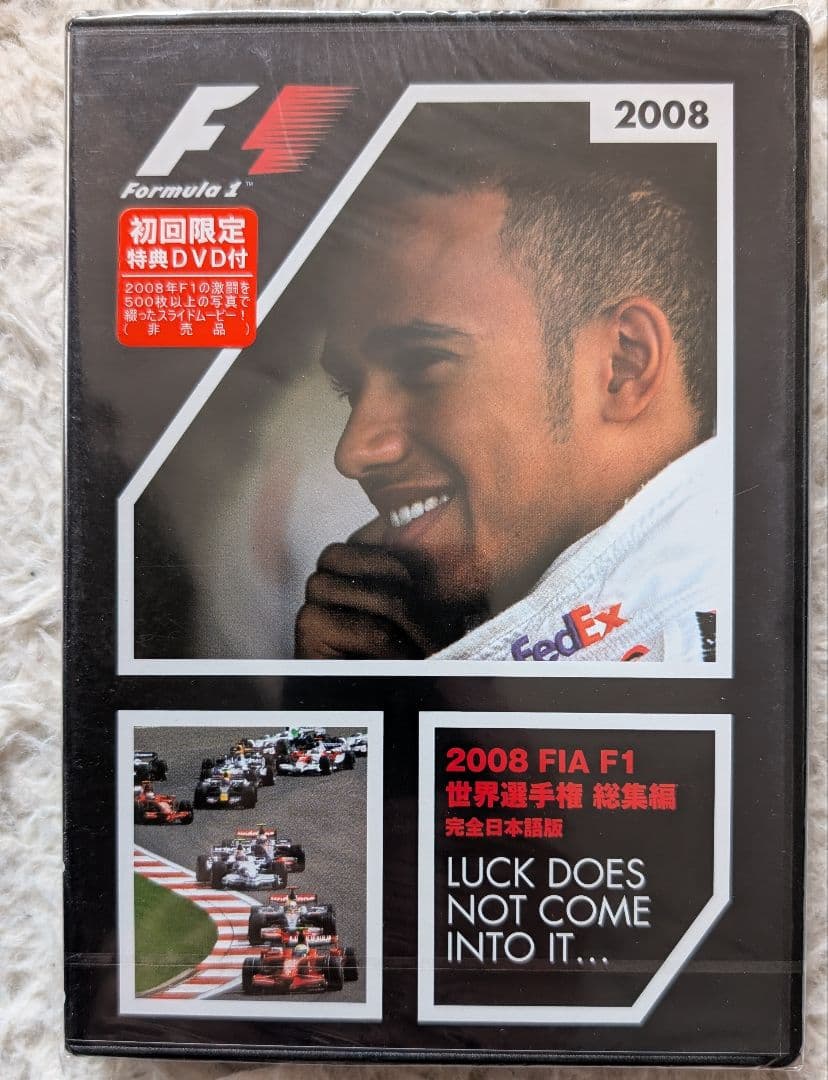 2008
F1
Formula 1™
初回限定
特典DVD付
2008年F1の激闘を
500枚以上の写真で
綴ったスライドムービー!
(非売品)
FedEx
2008 FIA F1
世界選手権 総集編
完全日本語版
LUCK DOES
NOT COME
INTO IT...